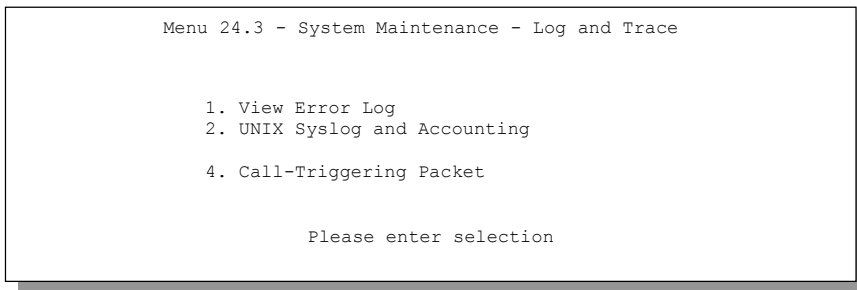 Menu 24.3 - System Maintenance - Log and Trace
1. View Error Log
2. UNIX Syslog and Accounting
4. Call-Triggering Packet
Please enter selection